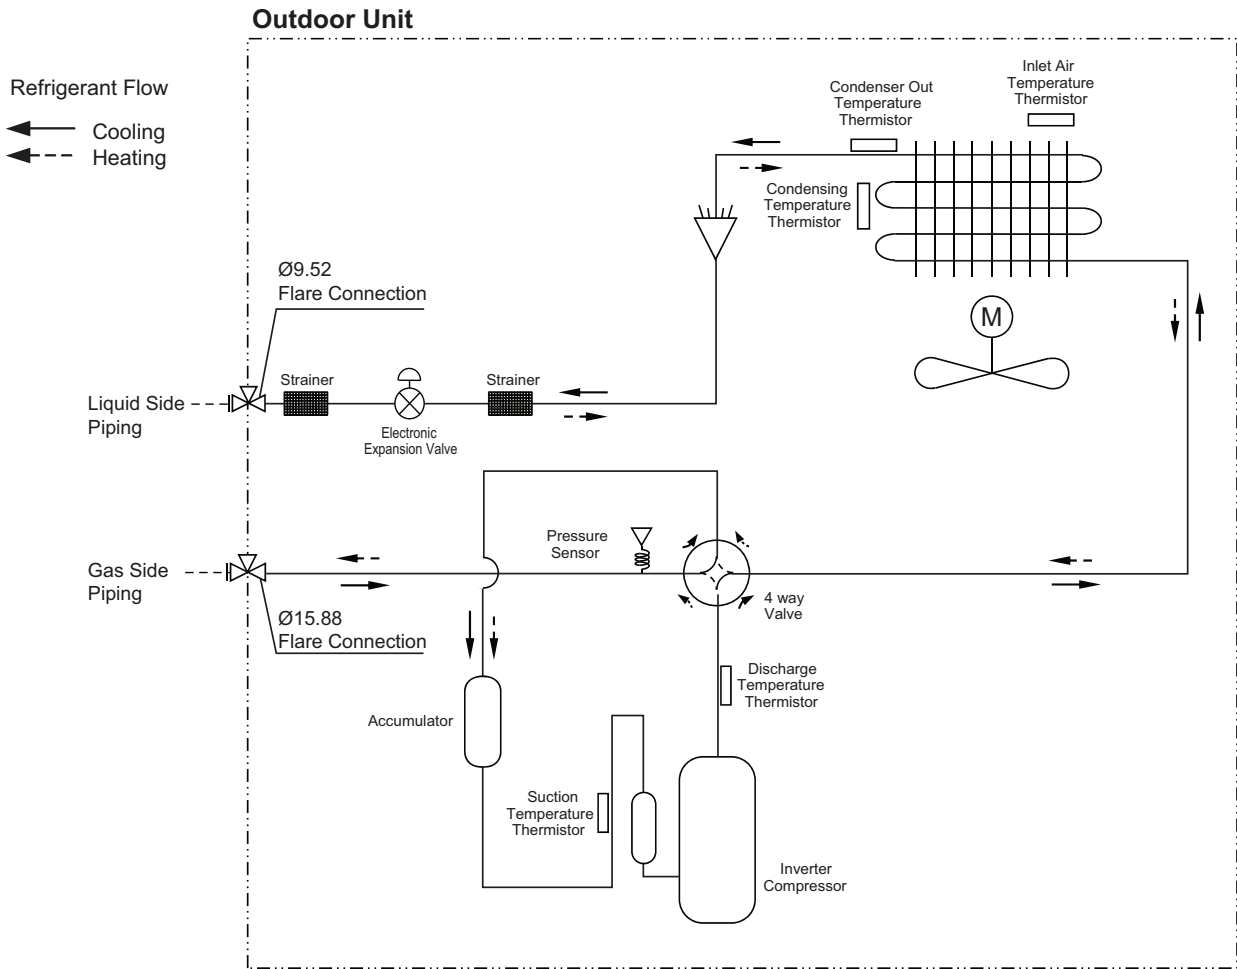 Outdoor Unit
Refrigerant Flow
Cooling
Heating
Condenser Out
Temperature
Thermistor
Inlet Air
Temperature
Thermistor
Condensing
Temperature
Thermistor
Ø9.52
Flare Connection
M
Strainer
Strainer
Liquid Side
Piping
Electronic
Expansion Valve
Pressure
Sensor
Gas Side
Piping
4 way
Valve
Ø15.88
Flare Connection
Discharge
Temperature
Thermistor
Accumulator
Suction
Temperature
Thermistor
Inverter
Compressor